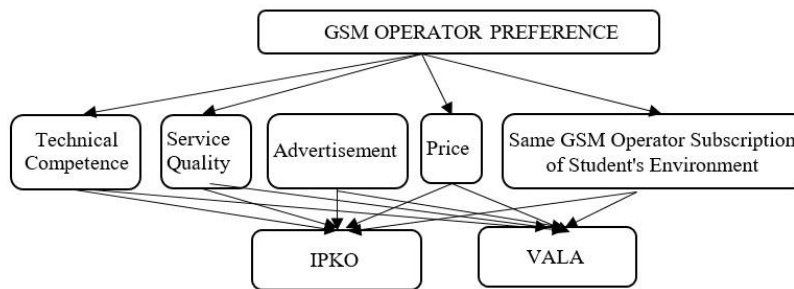 GSM OPERATOR PREFERENCE
Technical
Competence
Service
Quality
Advertisement
Price
Same GSM Operator Subscription
of Student's Environment
IPKO
VALA